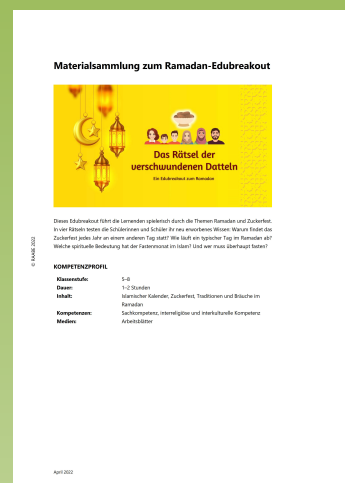 Materialsammlung zum Ramadan-Edubreakout
Das Rätsel der
verschwundenen Datteln
Ein Edubreakout zum Ramadan
Dieses Edubreakout führt die Lernenden spielerisch durch die Themen Ramadan und Zuckerfest.
In vier Rätseln testen die Schülerinnen und Schüler ihr neu erworbenes Wissen: Warum findet das
Zuckerfest jedes Jahr an einem anderen Tag statt? Wie läuft ein typischer Tag im Ramadan ab?
Welche spirituelle Bedeutung hat der Fastenmonat im Islam? Und wer muss überhaupt fasten?
© RAABE 2022
KOMPETENZPROFIL
Klassenstufe: 5–8
Dauer: 1–2 Stunden
Inhalt: Islamischer Kalender, Zuckerfest, Traditionen und Bräuche im
Ramadan
Kompetenzen: Sachkompetenz, interreligiöse und interkulturelle Kompetenz
Medien: Arbeitsblätter
April 2022